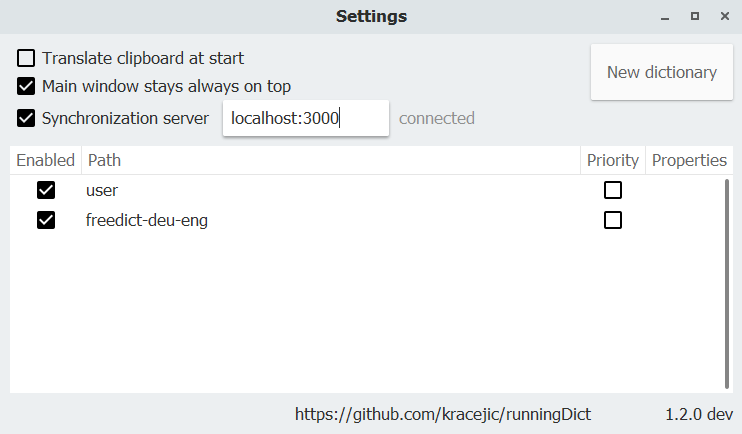 Settings
Translate clipboard at start
New dictionary
Main window stays always on top
Synchronization server localhost:3000 connected
Enabled Path Priority Properties
user
freedict-deu-eng
https://github.com/kracejic/runningDict 1.2.0 dev